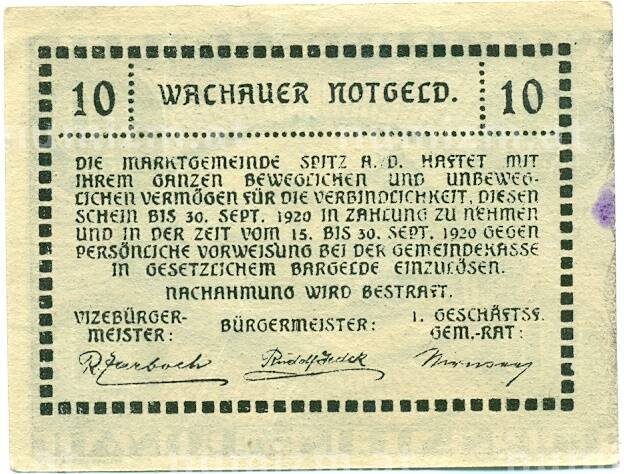 10 WACHAUER NOTGELD. 10
DIE MARKTGEMEINDE SPITZ A./D. HAFTET MIT
IHREM GANZEN BEWEGLICHEN UND UNBEWEG-
LICHEN VERMÖGEN FÜR DIE VERBINDLICHKEIT, DIESEN
SCHEIN BIS 30. SEPT. 1920 IN ZAHLUNG ZU NEHMEN
UND IN DER ZEIT VOM 15. BIS 30. SEPT. 1920 GEGEN
PERSÖNLICHE VORWEISUNG BEI DER GEMEINDEKASSE
IN GESETZLICHEM BARGELDE EINZULÖSEN.
NACHAHMUNG WIRD BESTRAFT.
VIZEBÜRGER-
MEISTER:
BÜRGERMEISTER:
1. GESCHÄFTSF.
GEM.-RAT: